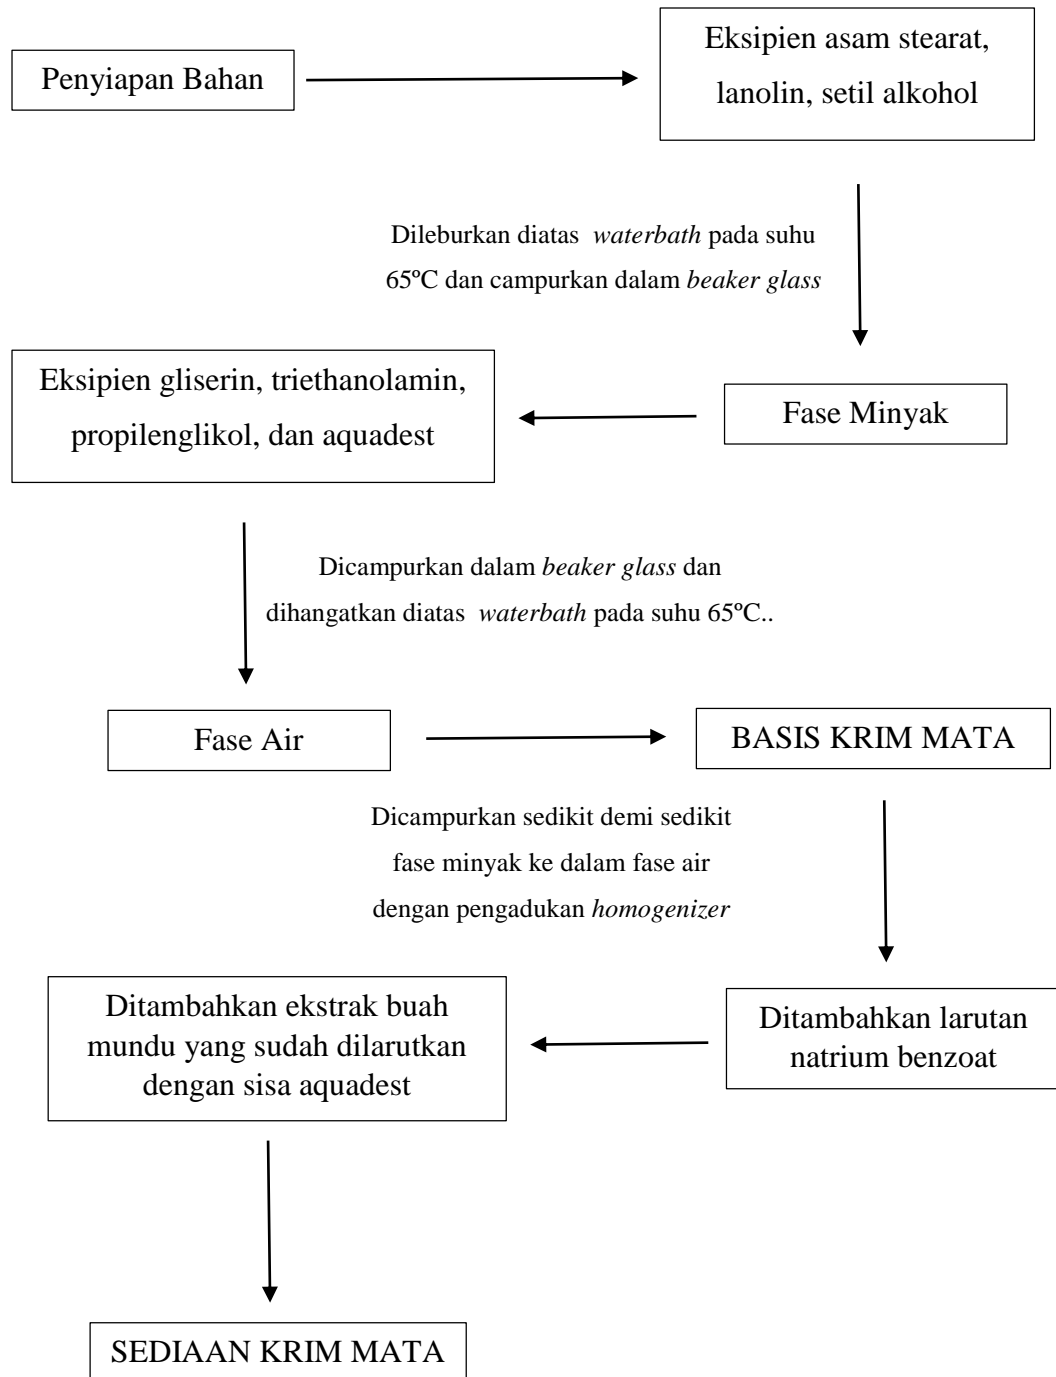 Penyiapan Bahan
Eksipien asam stearat,
lanolin, setil alkohol
Dileburkan diatas waterbath pada suhu
65ºC dan campurkan dalam beaker glass
Fase Minyak
Eksipien gliserin, triethanolamin,
propilenglikol, dan aquadest
Dicampurkan dalam beaker glass dan
dihangatkan diatas waterbath pada suhu 65ºC..
Fase Air
BASIS KRIM MATA
Dicampurkan sedikit demi sedikit
fase minyak ke dalam fase air
dengan pengadukan homogenizer
Ditambahkan larutan
natrium benzoat
Ditambahkan ekstrak buah
mundu yang sudah dilarutkan
dengan sisa aquadest
SEDIAAN KRIM MATA